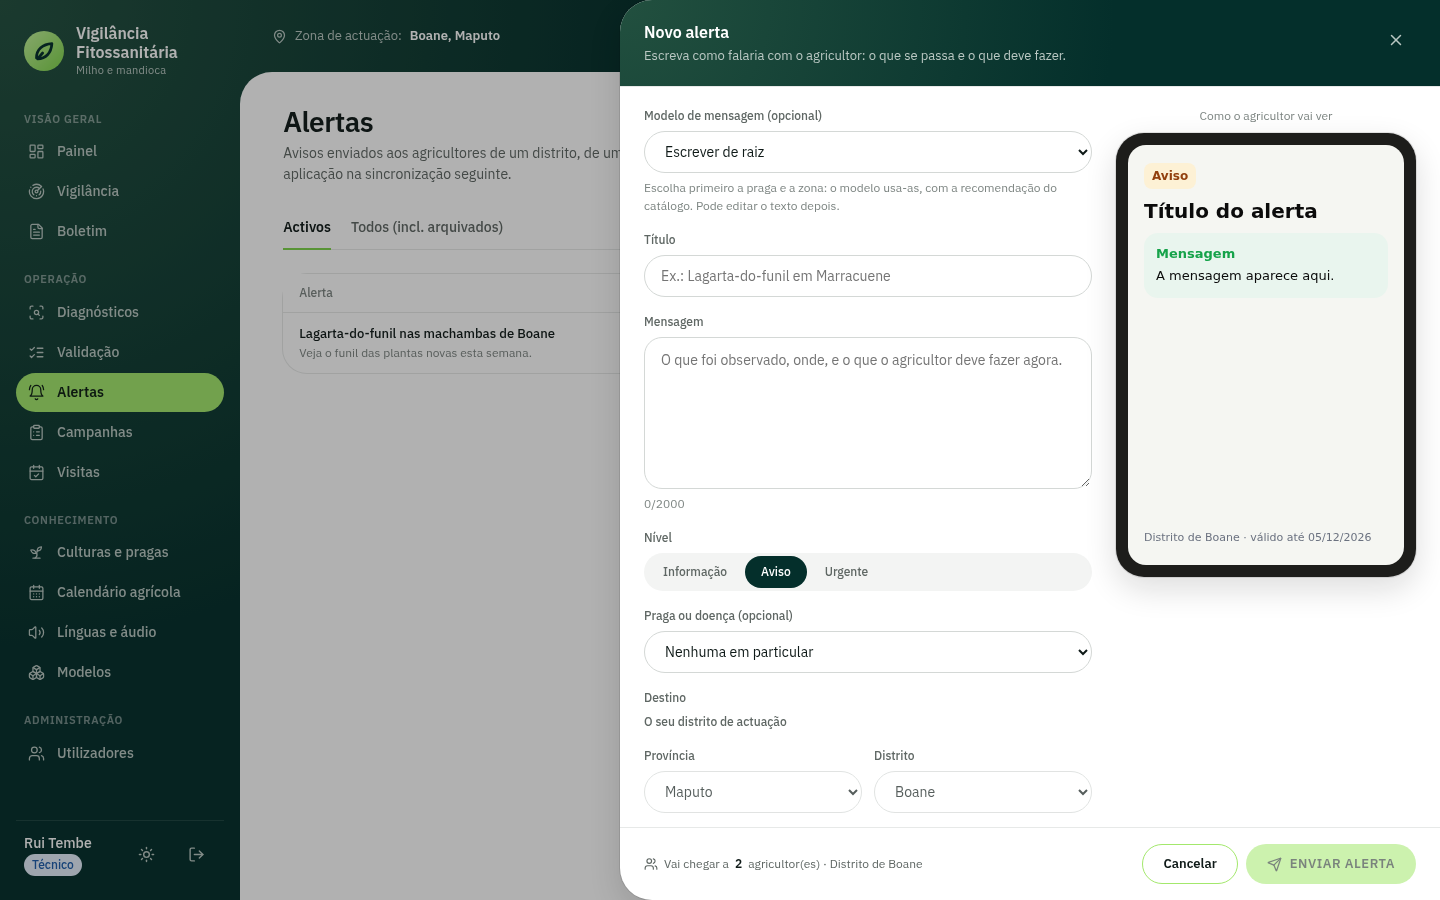 Vigilância
Fitossanitária
Milho e mandioca
VISÃO GERAL
Painel
Vigilância
Boletim
OPERAÇÃO
Diagnósticos
Validação
Alertas
Campanhas
Visitas
CONHECIMENTO
Culturas e pragas
Calendário agrícola
Línguas e áudio
Modelos
ADMINISTRAÇÃO
Utilizadores
Rui Tembe
Técnico
Zona de actuação: Boane, Maputo
Alertas
Avisos enviados aos agricultores de um distrito, de um
aplicação na sincronização seguinte.
Activos Todos (incl. arquivados)
Alerta
Lagarta-do-funil nas machambas de Boane
Veja o funil das plantas novas esta semana.
Novo alerta
Escreva como falaria com o agricultor: o que se passa e o que deve fazer.
Modelo de mensagem (opcional)
Escrever de raiz
Escolha primeiro a praga e a zona: o modelo usa-as, com a recomendação do
catálogo. Pode editar o texto depois.
Título
Ex.: Lagarta-do-funil em Marracuene
Mensagem
O que foi observado, onde, e o que o agricultor deve fazer agora.
0/2000
Nível
Informação Aviso Urgente
Praga ou doença (opcional)
Nenhuma em particular
Destino
O seu distrito de actuação
Província Distrito
Maputo Boane
Como o agricultor vai ver
Aviso
Título do alerta
Mensagem
A mensagem aparece aqui.
Distrito de Boane · válido até 05/12/2026
Vai chegar a 2 agricultor(es) · Distrito de Boane
Cancelar
ENVIAR ALERTA